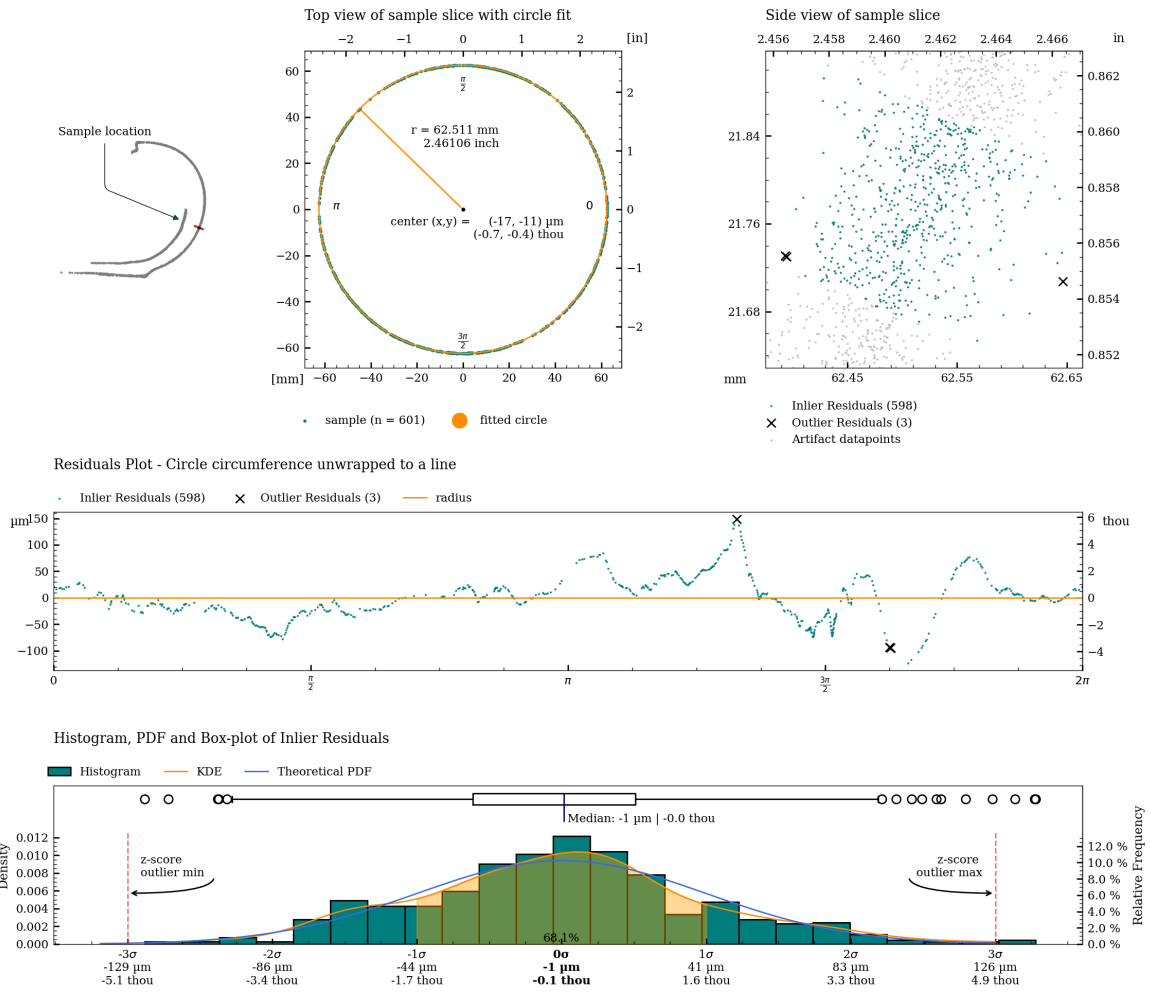 Top view of sample slice with circle fit
−2 −1 0 1 2 [in]
60
40
20
0
−20
−40
−60
2
1
0
−1
−2
π/2
π
0
3π/2
r = 62.511 mm
2.46106 inch
center (x,y) = (-17, -11) µm
(-0.7, -0.4) thou
[mm] −60 −40 −20 0 20 40 60
sample (n = 601) fitted circle
Sample location
Side view of sample slice
2.456 2.458 2.460 2.462 2.464 2.466 in
21.84
21.76
21.68
0.862
0.860
0.858
0.856
0.854
0.852
mm 62.45 62.55 62.65
Inlier Residuals (598)
Outlier Residuals (3)
Artifact datapoints
Residuals Plot - Circle circumference unwrapped to a line
Inlier Residuals (598) Outlier Residuals (3) radius
µm
150
100
50
0
−50
−100
6 thou
4
2
0
−2
−4
0 π/2 π 3π/2 2π
Histogram, PDF and Box-plot of Inlier Residuals
Histogram KDE Theoretical PDF
Median: -1 µm | -0.0 thou
Density
0.012
0.010
0.008
0.006
0.004
0.002
0.000
z-score
outlier min
z-score
outlier max
68.1%
12.0 %
10.0 %
8.0 %
6.0 %
4.0 %
2.0 %
0.0 %
Relative Frequency
-3σ -2σ -1σ 0σ 1σ 2σ 3σ
-129 µm -86 µm -44 µm -1 µm 41 µm 83 µm 126 µm
-5.1 thou -3.4 thou -1.7 thou -0.1 thou 1.6 thou 3.3 thou 4.9 thou